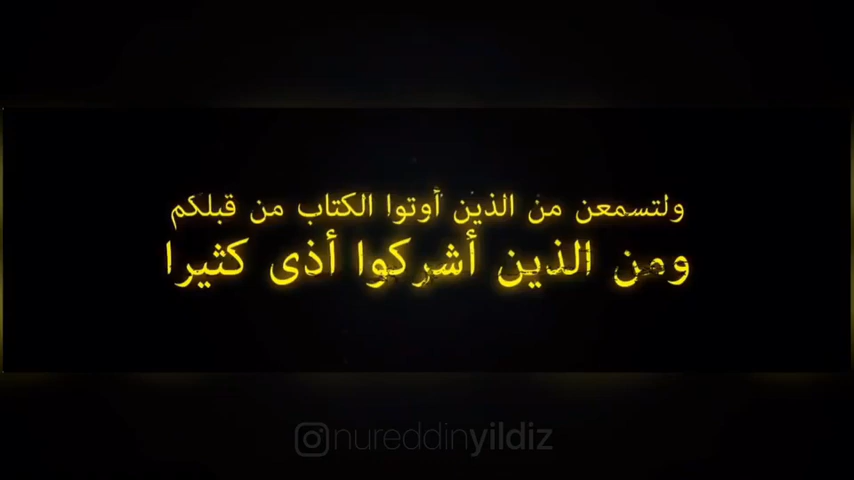 ولتسمعن من الذين أوتوا الكتاب من قبلكم
ومن الذين أشركوا أذى كثيرا
nureddinyildiz